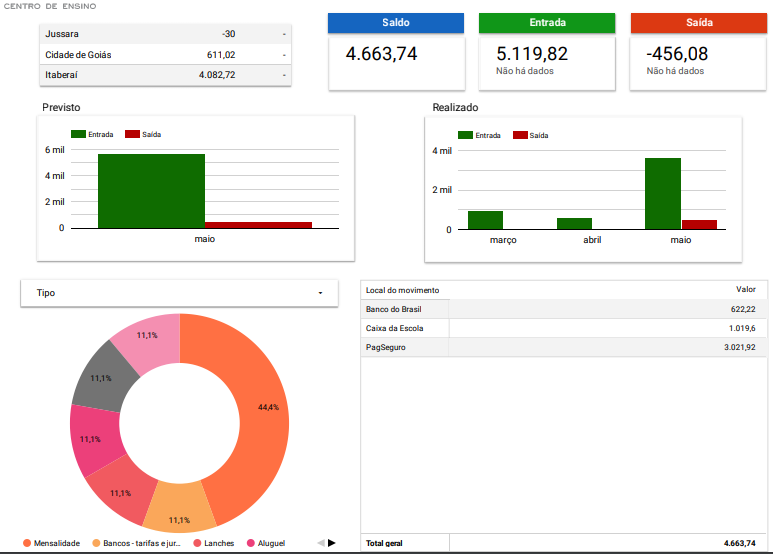 CENTRO DE ENSINO
Jussara -30 -
Cidade de Goiás 611,02 -
Itaberaí 4.082,72 -
Saldo
4.663,74
Entrada
5.119,82
Não há dados
Saída
-456,08
Não há dados
Previsto
Entrada Saída
6 mil
4 mil
2 mil
0
maio
Realizado
Entrada Saída
4 mil
2 mil
0
março abril maio
Tipo
11,1%
11,1%
44,4%
11,1%
11,1%
11,1%
Mensalidade Bancos - tarifas e jur... Lanches Aluguel
Local do movimento Valor
Banco do Brasil 622,22
Caixa da Escola 1.019,6
PagSeguro 3.021,92
Total geral 4.663,74